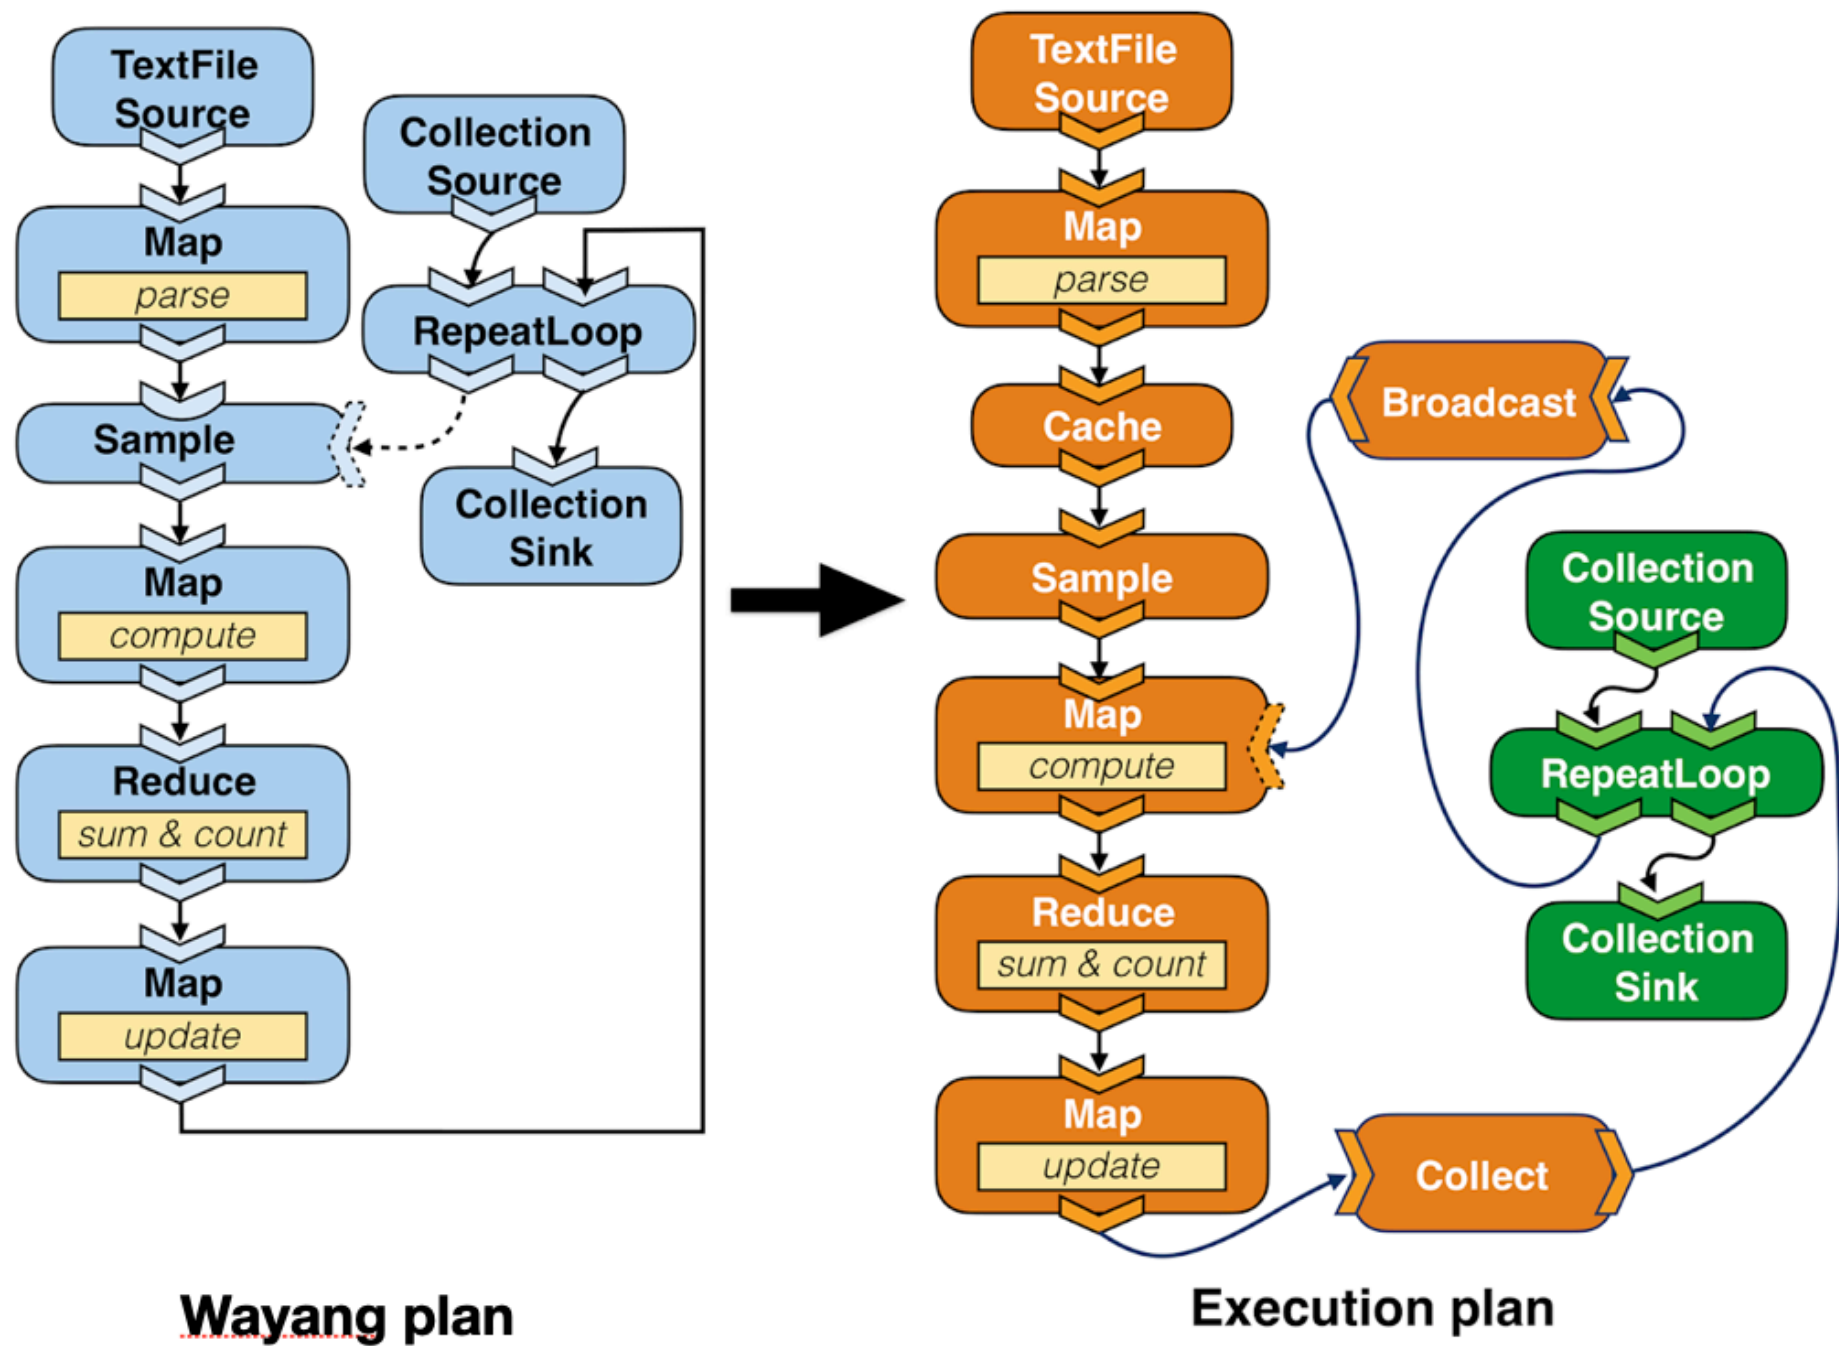 TextFile
Source
Map
parse
Sample
Map
compute
Reduce
sum & count
Map
update
Collection
Source
RepeatLoop
Collection
Sink
Wayang plan
TextFile
Source
Map
parse
Cache
Sample
Map
compute
Reduce
sum & count
Map
update
Broadcast
Collection
Source
RepeatLoop
Collection
Sink
Collect
Execution plan